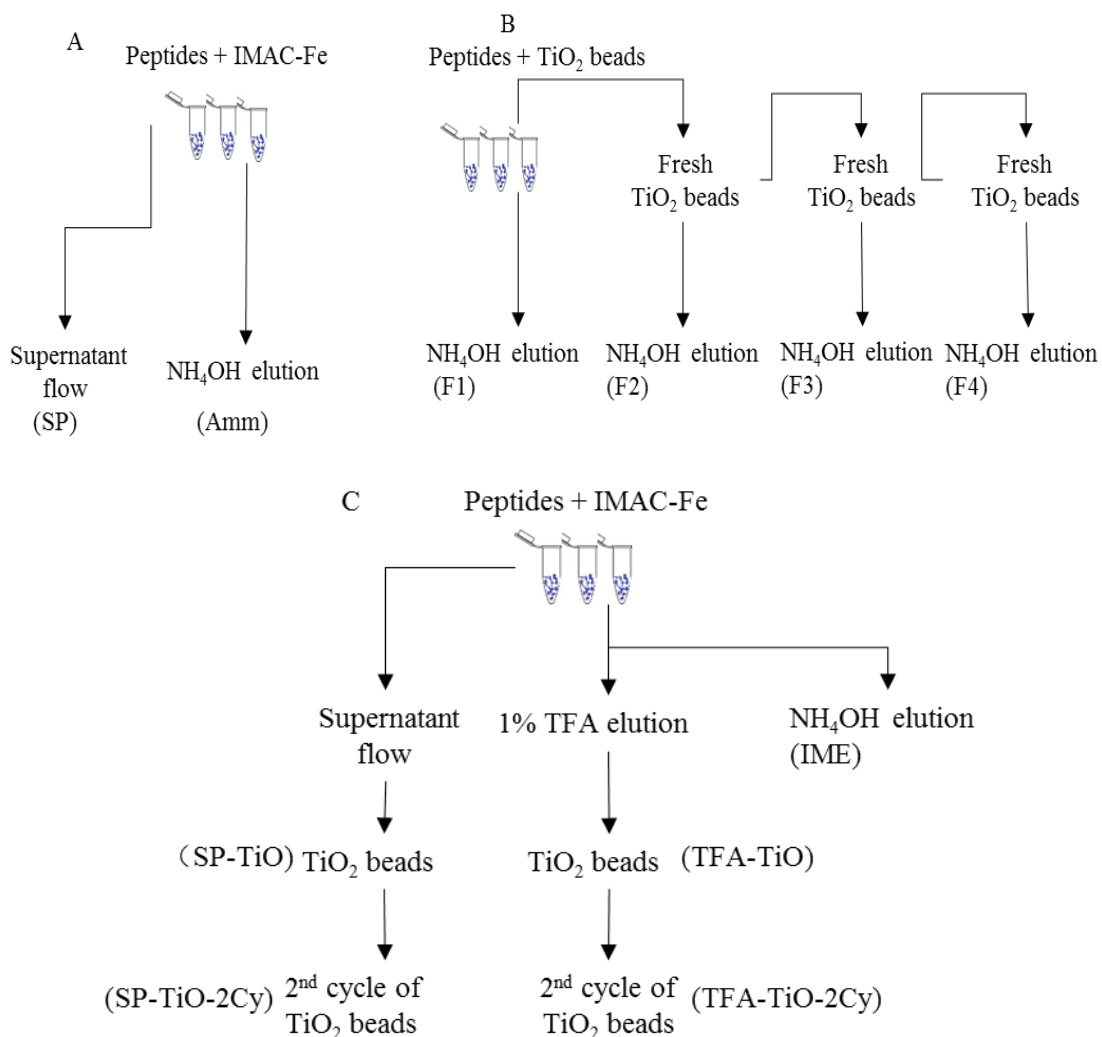 A
Peptides + IMAC-Fe
Supernatant
flow
(SP)
NH₄OH elution
(Amm)
B
Peptides + TiO₂ beads
Fresh
TiO₂ beads
Fresh
TiO₂ beads
Fresh
TiO₂ beads
NH₄OH elution
(F1)
NH₄OH elution
(F2)
NH₄OH elution
(F3)
NH₄OH elution
(F4)
C
Peptides + IMAC-Fe
Supernatant
flow
1% TFA elution
NH₄OH elution
(IME)
（SP-TiO) TiO₂ beads
TiO₂ beads (TFA-TiO)
(SP-TiO-2Cy) 2ⁿᵈ cycle of
TiO₂ beads
2ⁿᵈ cycle of (TFA-TiO-2Cy)
TiO₂ beads